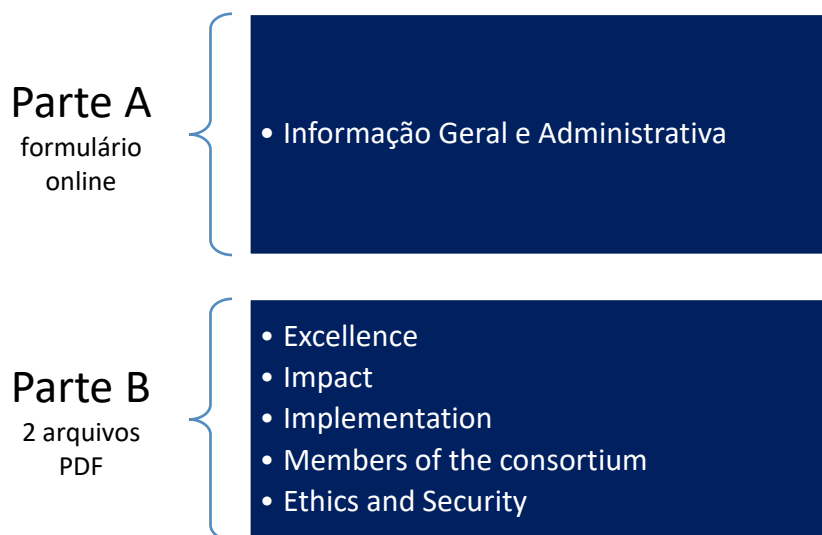 Parte A
formulário
online
• Informação Geral e Administrativa
Parte B
2 arquivos
PDF
• Excellence
• Impact
• Implementation
• Members of the consortium
• Ethics and Security